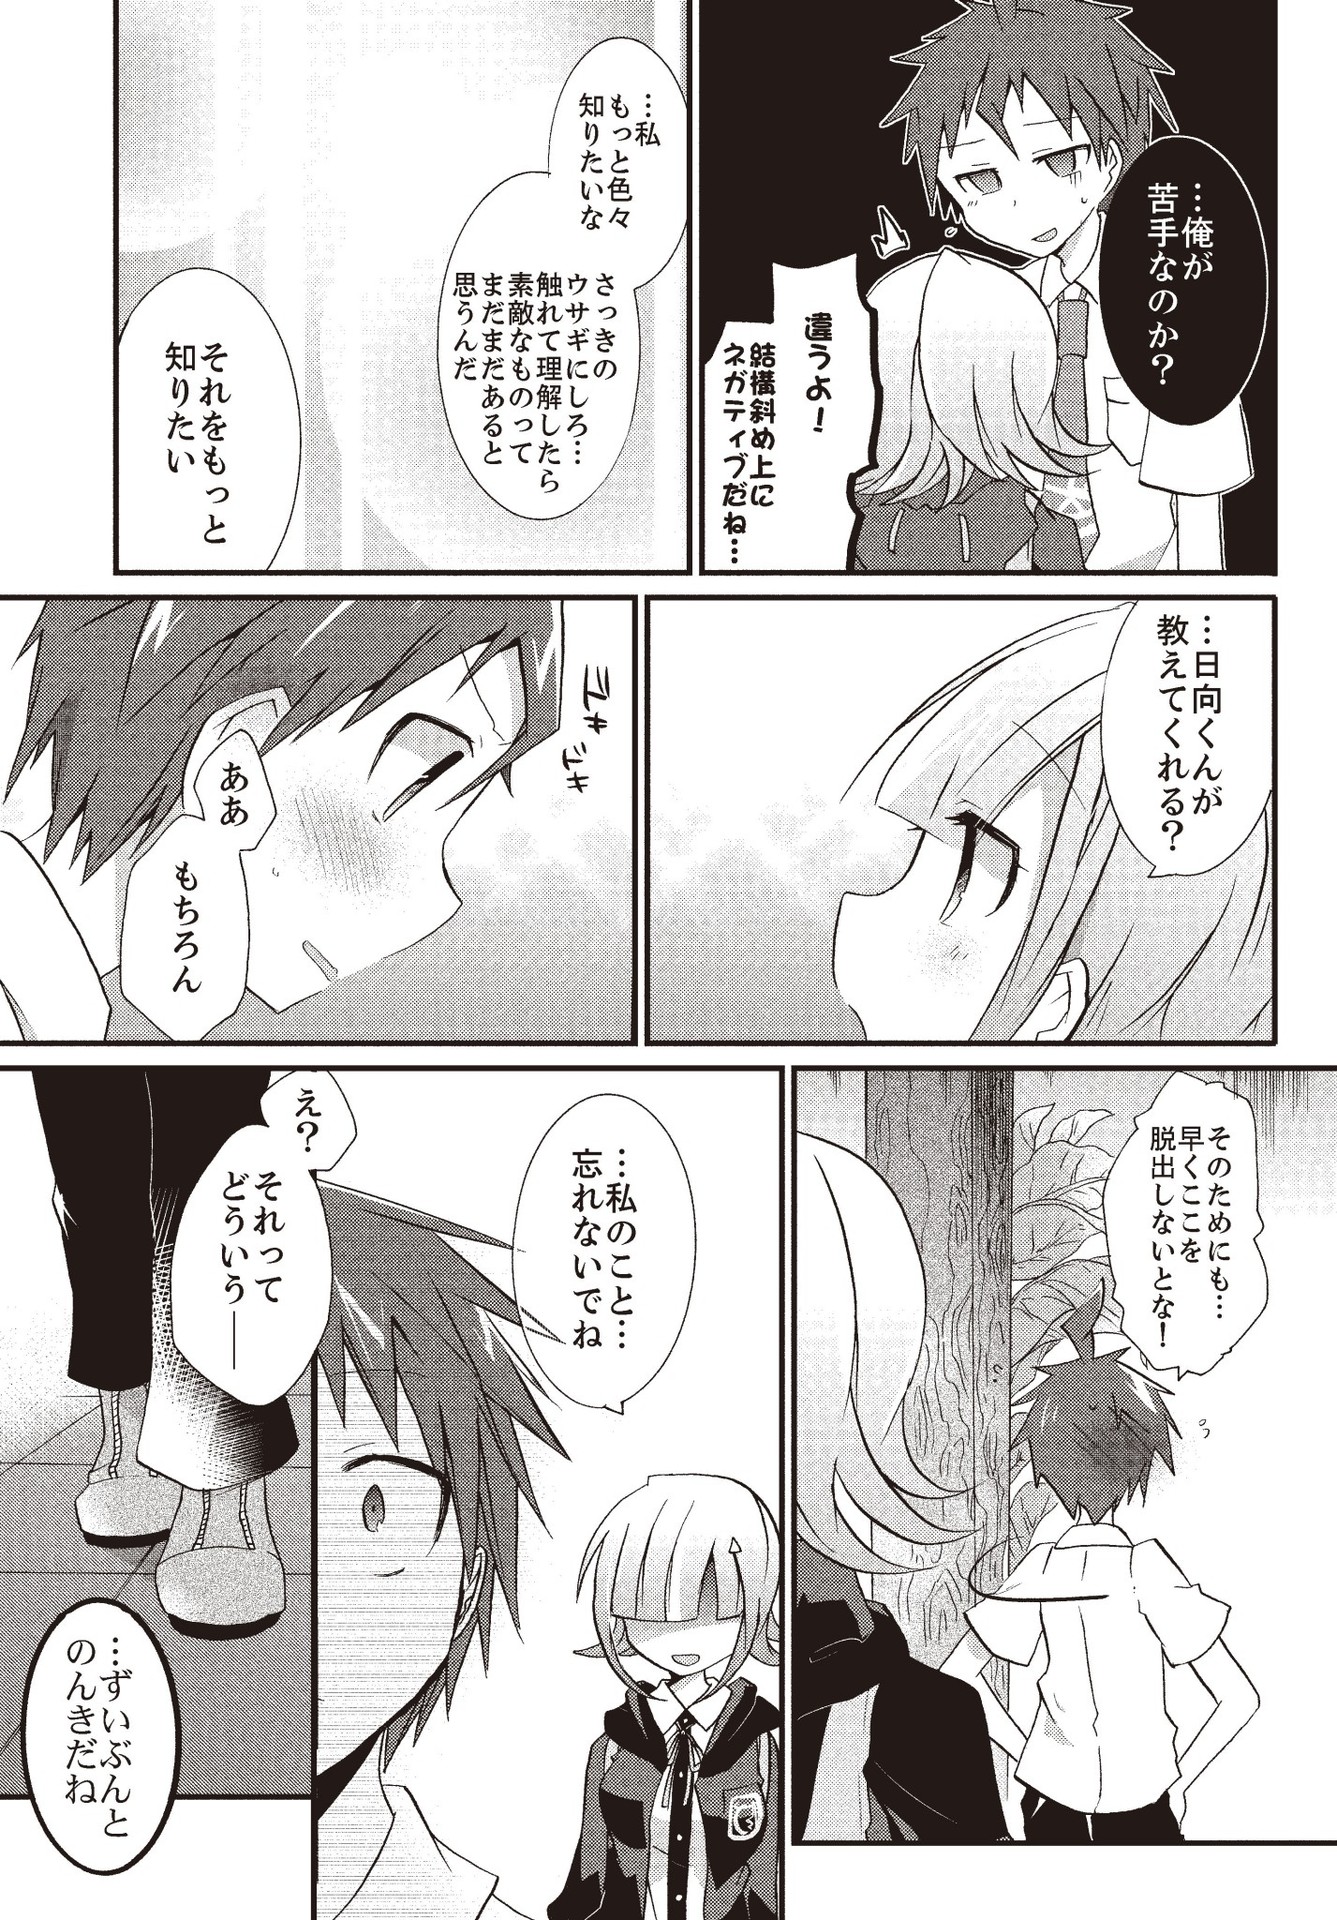 …俺が
苦手なのか?
違うよ!
結構斜め上に
ネガティブだね…
…私
もっと色々
知りたいな
さっきの
ウサギにしろ…
触れて理解したら
素敵なものって
まだまだあると
思うんだ
それをもっと
知りたい
…日向くんが
教えてくれる?
ドキ
ドキ
ああ
もちろん
そのためにも…
早くここを
脱出しないとな!
…私のこと…
忘れないでね
え?
それって
どういう―
…ずいぶんと
のんきだね